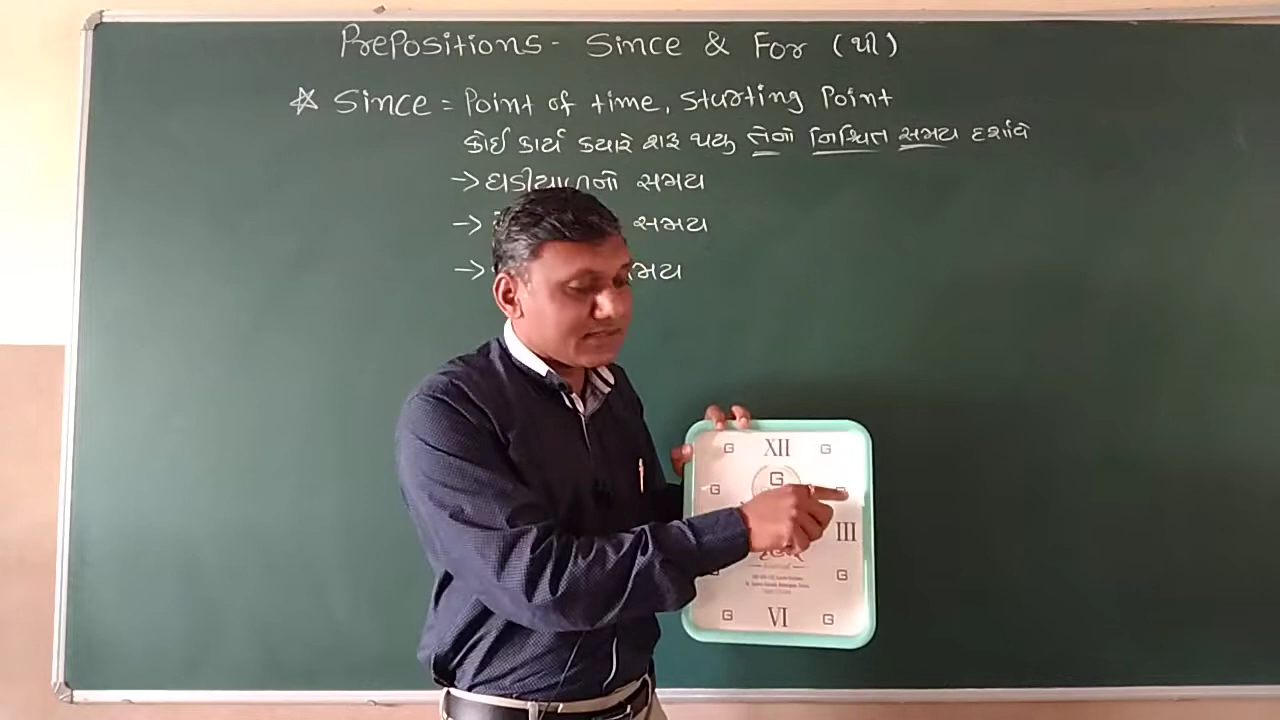 Prepositions - Since & For (થી)
☆ Since = Point of time, Starting Point
કોઈ કાર્ય ક્યારે શરૂ થયુ તેનો નિશ્ચિત સમય દર્શાવે
→ ઘડીયાળનો સમય
→ સમય
→ સમય
G XII G
G G
III
G
G VI G